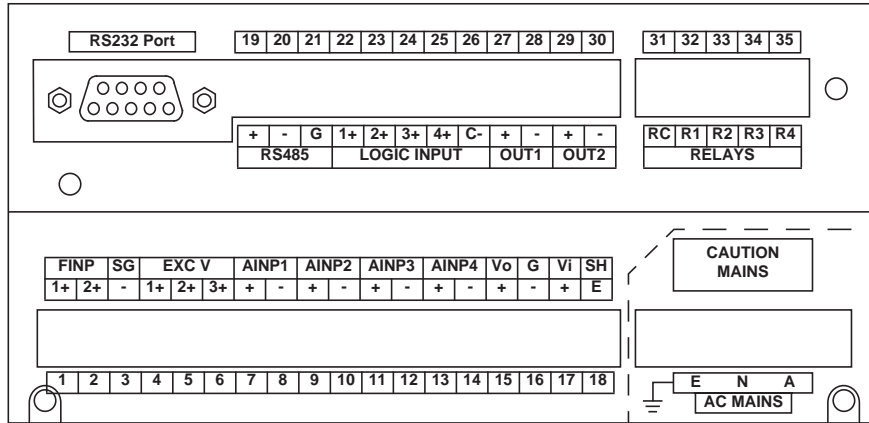 RS232 Port 19 20 21 22 23 24 25 26 27 28 29 30 31 32 33 34 35
+ - G 1+ 2+ 3+ 4+ C- + - + - RC R1 R2 R3 R4
RS485 LOGIC INPUT OUT1 OUT2 RELAYS
CAUTION
MAINS
FINP SG EXC V AINP1 AINP2 AINP3 AINP4 Vo G Vi SH
1+ 2+ - 1+ 2+ 3+ + - + - + - + - + - + E
1 2 3 4 5 6 7 8 9 10 11 12 13 14 15 16 17 18 E N A
AC MAINS